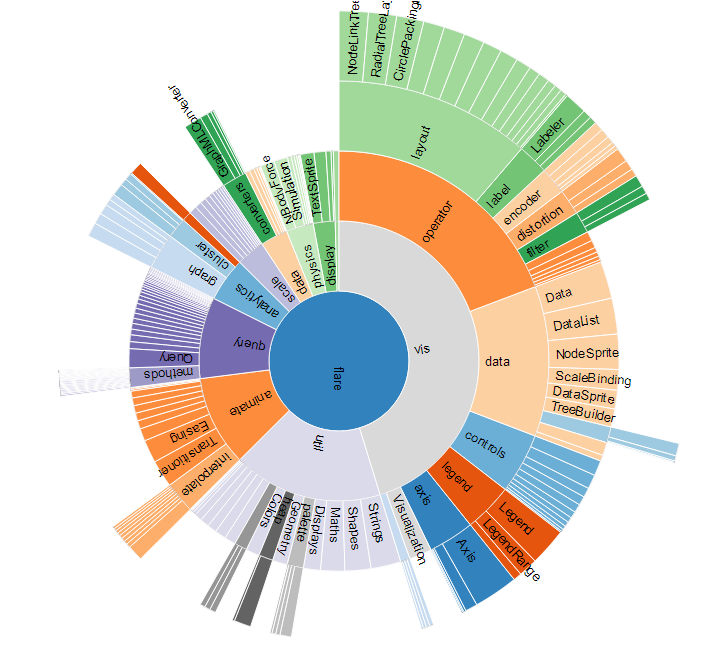 flare
vis
operator
layout
NodeLinkTree
RadialTreeLa
CirclePacking
label
Labeler
encoder
distortion
filter
data
Data
DataList
NodeSprite
ScaleBinding
DataSprite
TreeBuilder
controls
legend
Legend
LegendRange
axis
Axis
Visualization
util
Strings
Shapes
Maths
Displays
palette
Geometry
Colors
animate
interpolate
Transitioner
Easing
query
methods
Query
analytics
graph
cluster
scale
data
converters
GraphMLConverter
physics
NBodyForce
Simulation
display
TextSprite